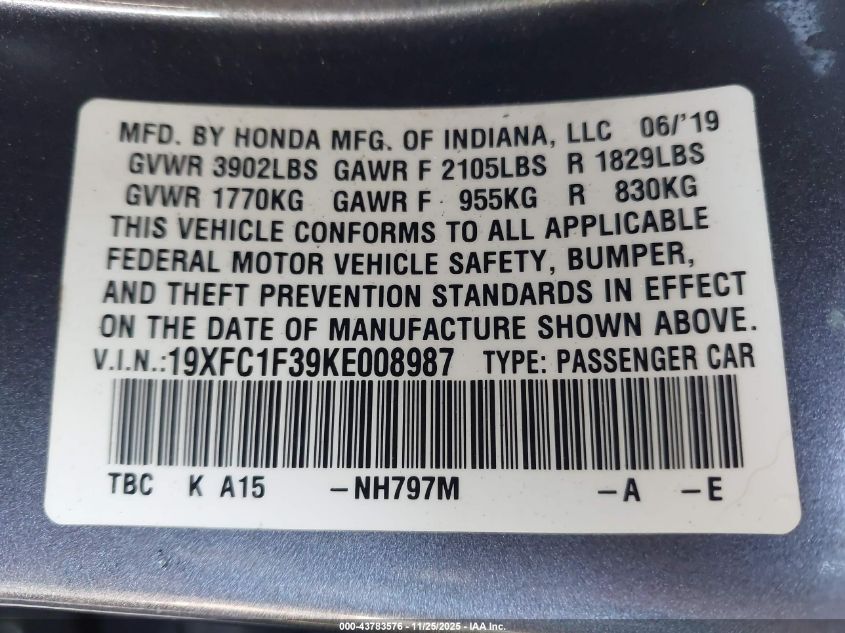 MFD. BY HONDA MFG. OF INDIANA, LLC 06/'19
GVWR 3902LBS GAWR F 2105LBS R 1829LBS
GVWR 1770KG GAWR F 955KG R 830KG
THIS VEHICLE CONFORMS TO ALL APPLICABLE
FEDERAL MOTOR VEHICLE SAFETY, BUMPER,
AND THEFT PREVENTION STANDARDS IN EFFECT
ON THE DATE OF MANUFACTURE SHOWN ABOVE.
V.I.N.:19XFC1F39KE008987 TYPE: PASSENGER CAR
TBC K A15 -NH797M -A -E
000-43783576 - 11/25/2025 - IAA Inc.